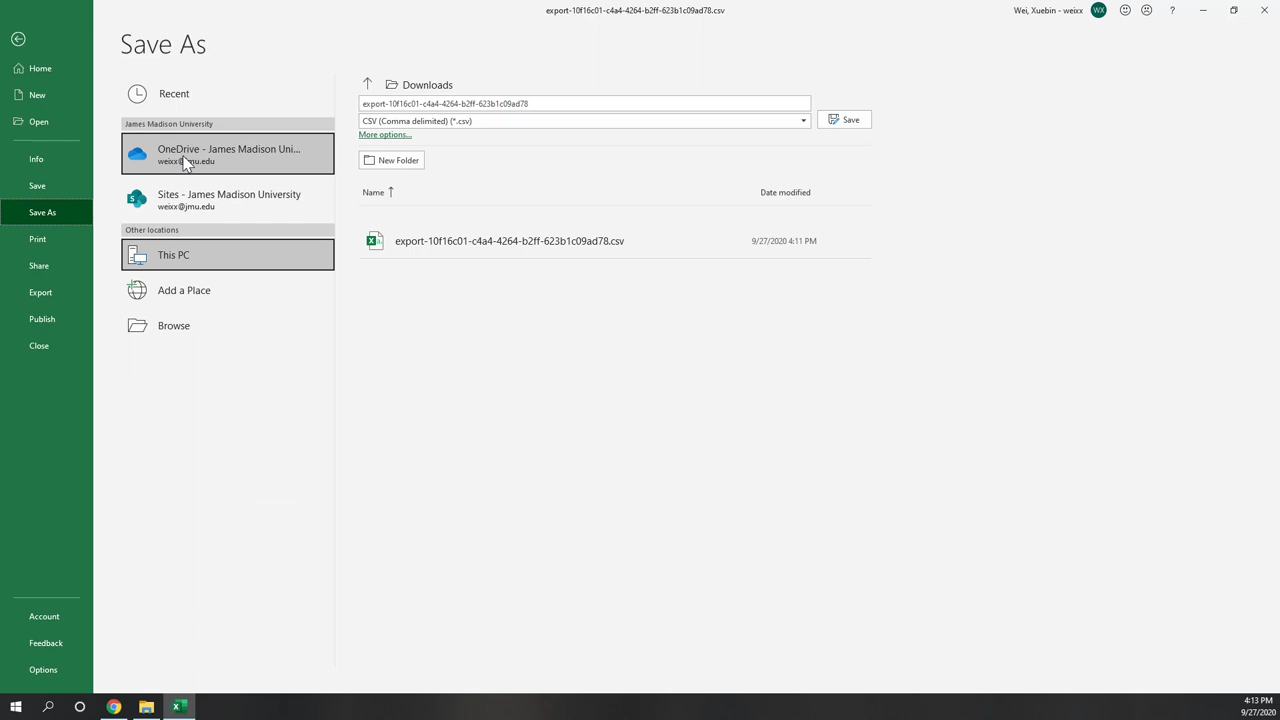 export-10f16c01-c4a4-4264-b2ff-623b1c09ad78.csv
Wei, Xuebin - weixx
WX
?
Save As
Home
New
Open
Info
Save
Save As
Print
Share
Export
Publish
Close
Account
Feedback
Options
Recent
James Madison University
OneDrive - James Madison Uni...
weixx@jmu.edu
Sites - James Madison University
weixx@jmu.edu
Other locations
This PC
Add a Place
Browse
Downloads
export-10f16c01-c4a4-4264-b2ff-623b1c09ad78
CSV (Comma delimited) (*.csv)
Save
More options...
New Folder
Name
Date modified
export-10f16c01-c4a4-4264-b2ff-623b1c09ad78.csv
9/27/2020 4:11 PM
4:13 PM
9/27/2020